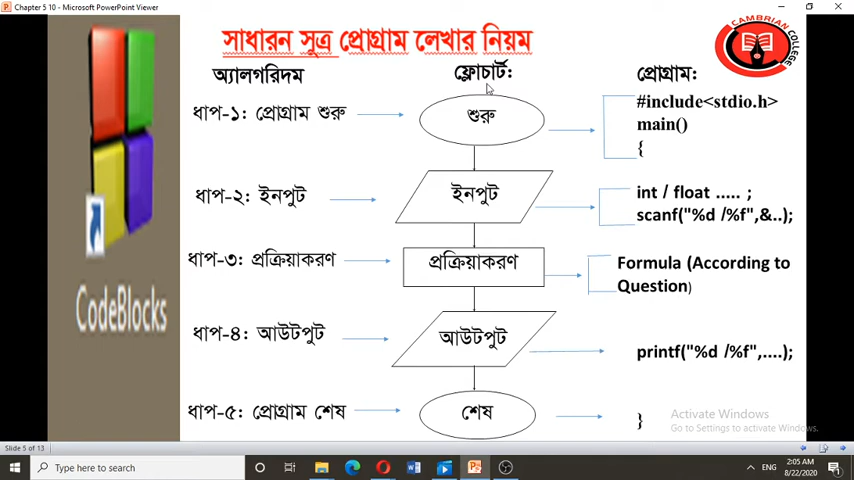 Chapter 5 10 - Microsoft PowerPoint Viewer
সাধারন সূত্র প্রোগ্রাম লেখার নিয়ম
CAMBRIAN
COLLEGE
অ্যালগরিদম
ফ্লোচার্ট:
প্রোগ্রাম:
ধাপ-১: প্রোগ্রাম শুরু
শুরু
#include<stdio.h>
main()
{
ধাপ-২: ইনপুট
ইনপুট
int / float ..... ;
scanf("%d /%f",&..);
ধাপ-৩: প্রক্রিয়াকরণ
প্রক্রিয়াকরণ
Formula (According to
Question)
ধাপ-৪: আউটপুট
আউটপুট
printf("%d /%f",....);
ধাপ-৫: প্রোগ্রাম শেষ
শেষ
}
CodeBlocks
Activate Windows
Go to Settings to activate Windows.
Slide 5 of 13
Type here to search
ENG
2:05 AM
8/22/2020